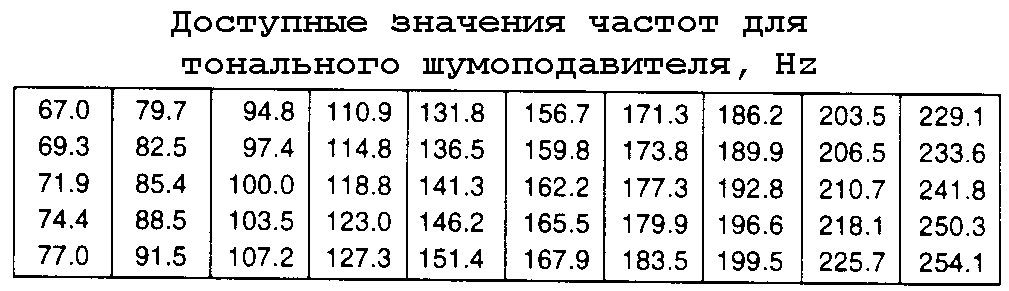 Доступные значения частот для
тонального шумоподавителя, Hz
67.0 79.7 94.8 110.9 131.8 156.7 171.3 186.2 203.5 229.1
69.3 82.5 97.4 114.8 136.5 159.8 173.8 189.9 206.5 233.6
71.9 85.4 100.0 118.8 141.3 162.2 177.3 192.8 210.7 241.8
74.4 88.5 103.5 123.0 146.2 165.5 179.9 196.6 218.1 250.3
77.0 91.5 107.2 127.3 151.4 167.9 183.5 199.5 225.7 254.1